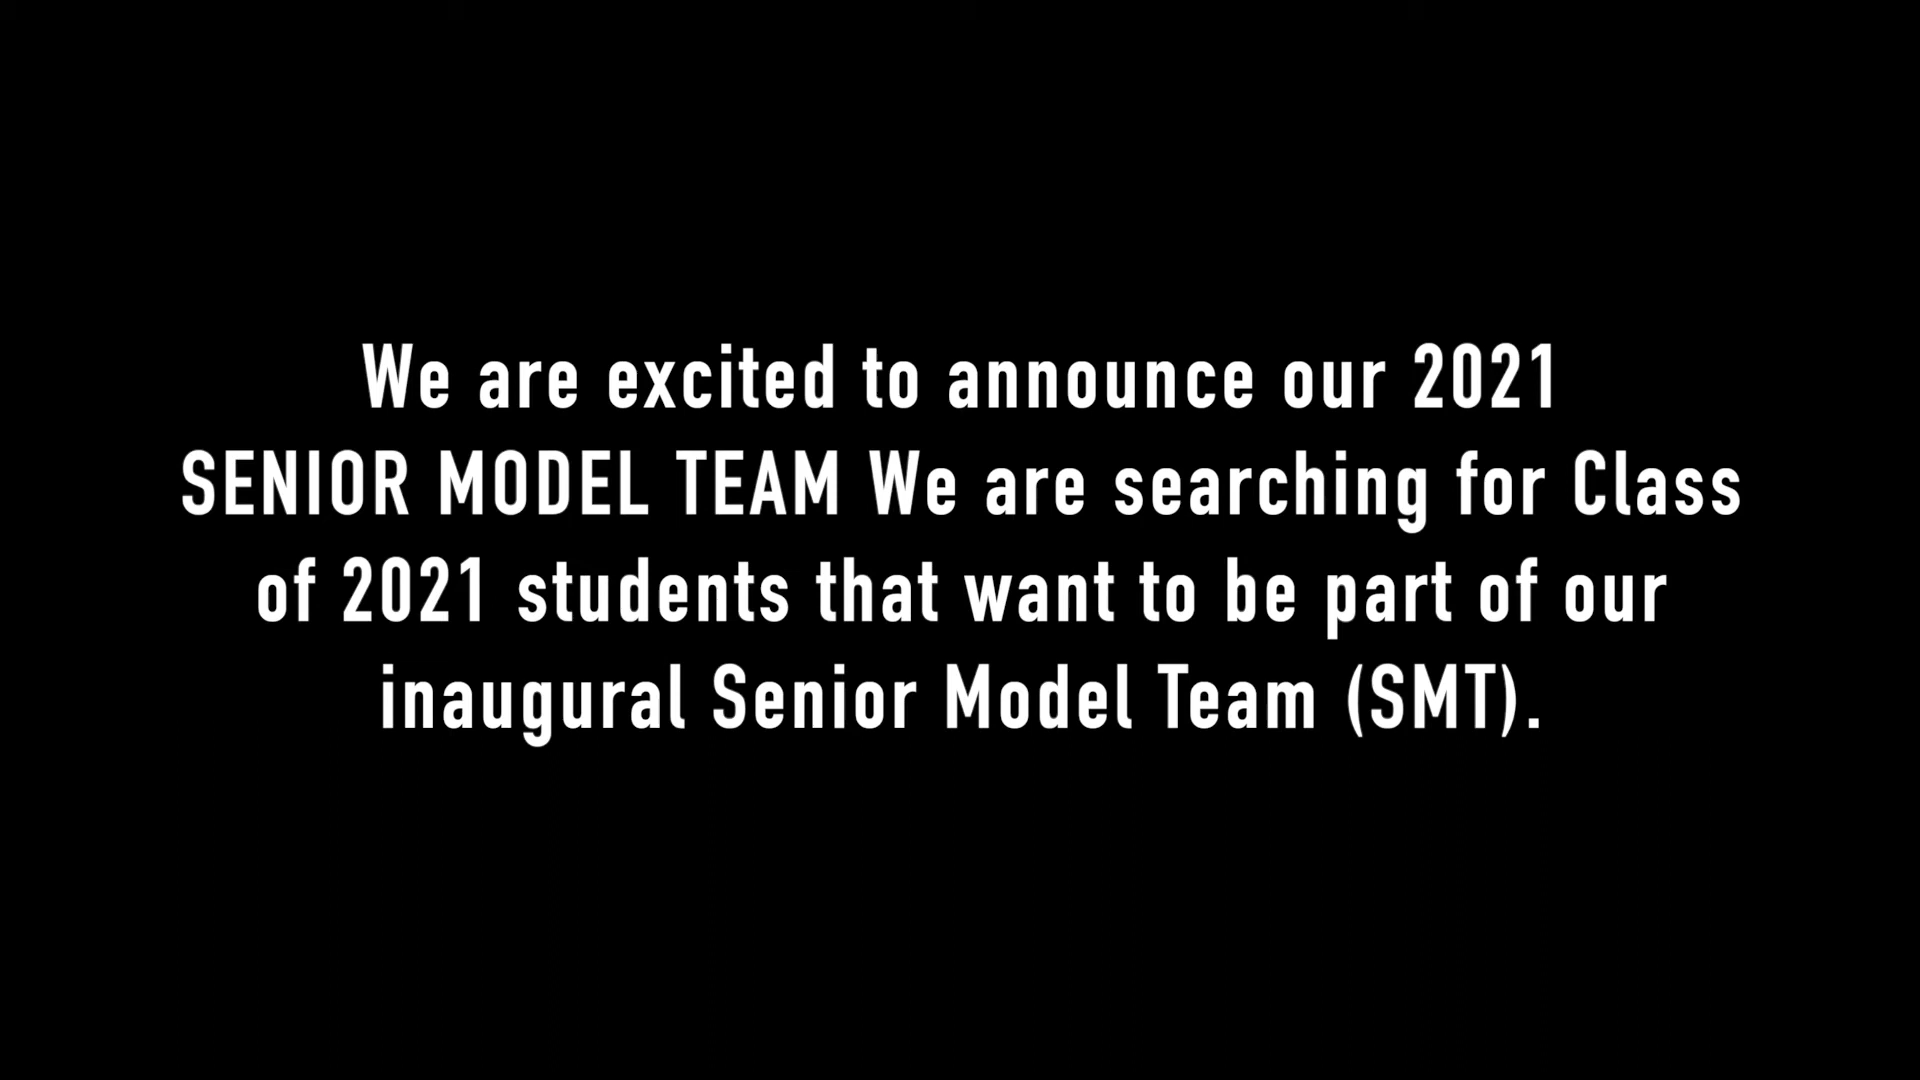 We are excited to announce our 2021
SENIOR MODEL TEAM We are searching for Class
of 2021 students that want to be part of our
inaugural Senior Model Team (SMT).